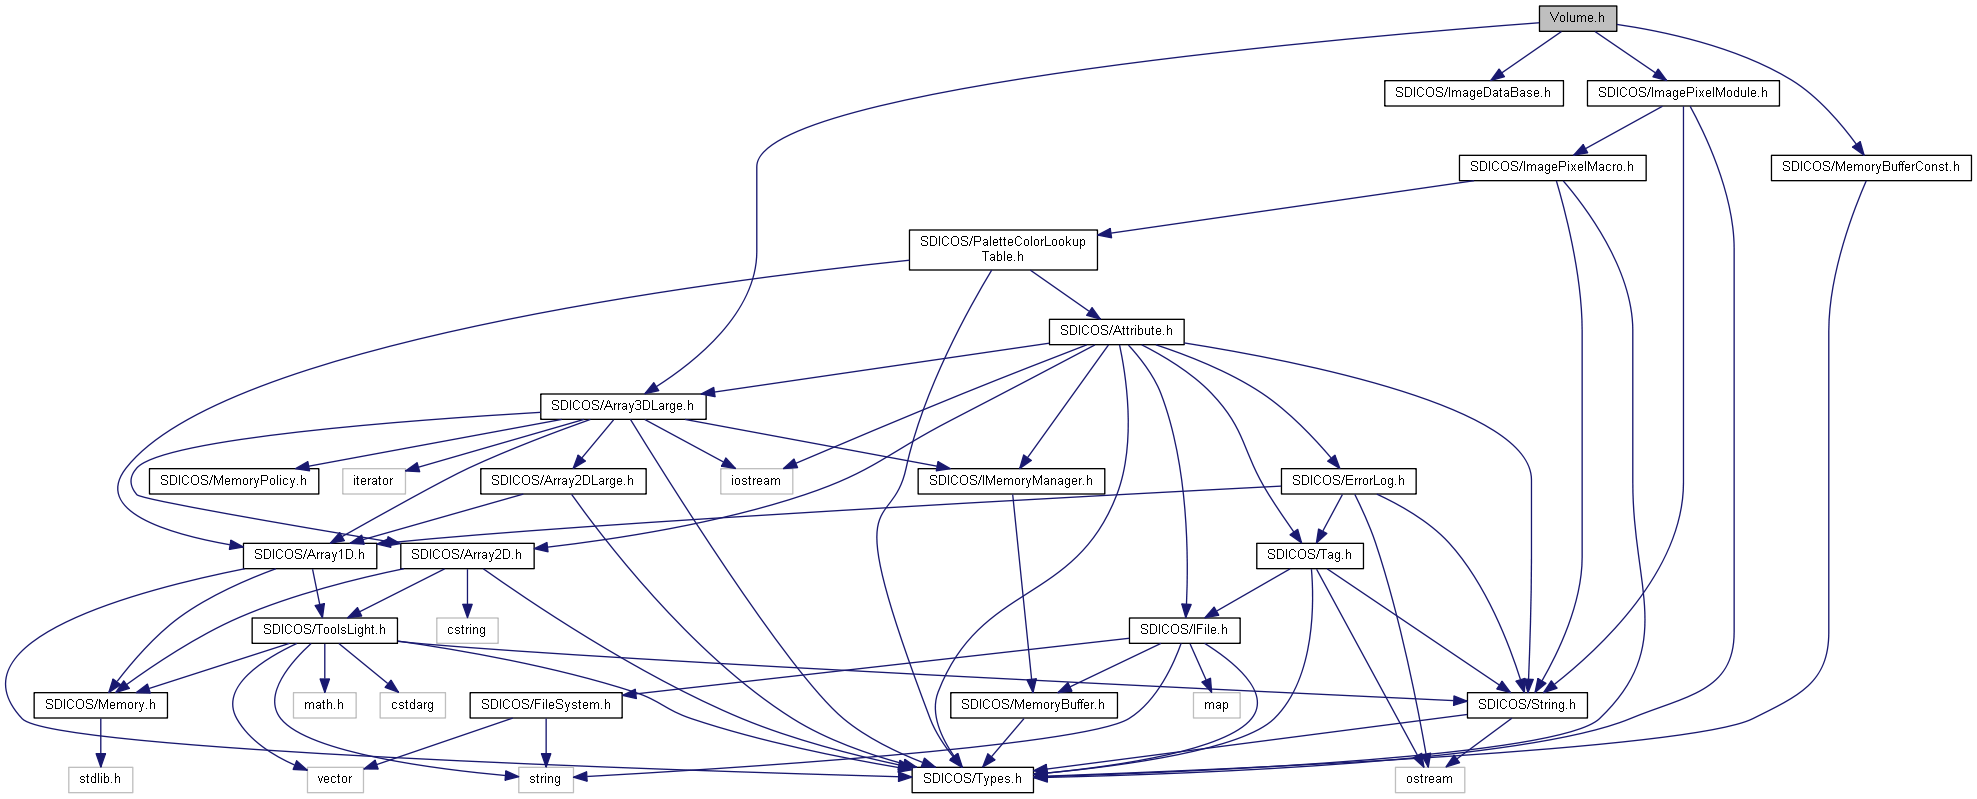 Volume.h
SDICOS/ImageDataBase.h
SDICOS/ImagePixelModule.h
SDICOS/ImagePixelMacro.h
SDICOS/MemoryBufferConst.h
SDICOS/PaletteColorLookup
Table.h
SDICOS/Attribute.h
SDICOS/Array3DLarge.h
SDICOS/MemoryPolicy.h
iterator
SDICOS/Array2DLarge.h
iostream
SDICOS/IMemoryManager.h
SDICOS/ErrorLog.h
SDICOS/Array1D.h
SDICOS/Array2D.h
SDICOS/Tag.h
SDICOS/ToolsLight.h
cstring
SDICOS/IFile.h
SDICOS/Memory.h
math.h
cstdarg
SDICOS/FileSystem.h
SDICOS/MemoryBuffer.h
map
SDICOS/String.h
stdlib.h
vector
string
SDICOS/Types.h
ostream